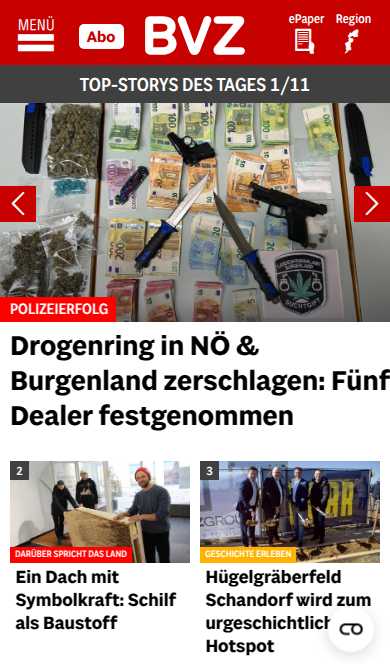 MENÜ
Abo
BVZ
ePaper
Region
TOP-STORYS DES TAGES 1/11
SUCHTGIFT
POLIZEIERFOLG
Drogenring in NÖ &
Burgenland zerschlagen: Fünf
Dealer festgenommen
2
DARÜBER SPRICHT DAS LAND
Ein Dach mit
Symbolkraft: Schilf
als Baustoff
3
GESCHICHTE ERLEBEN
Hügelgräberfeld
Schandorf wird zum
Hotspot